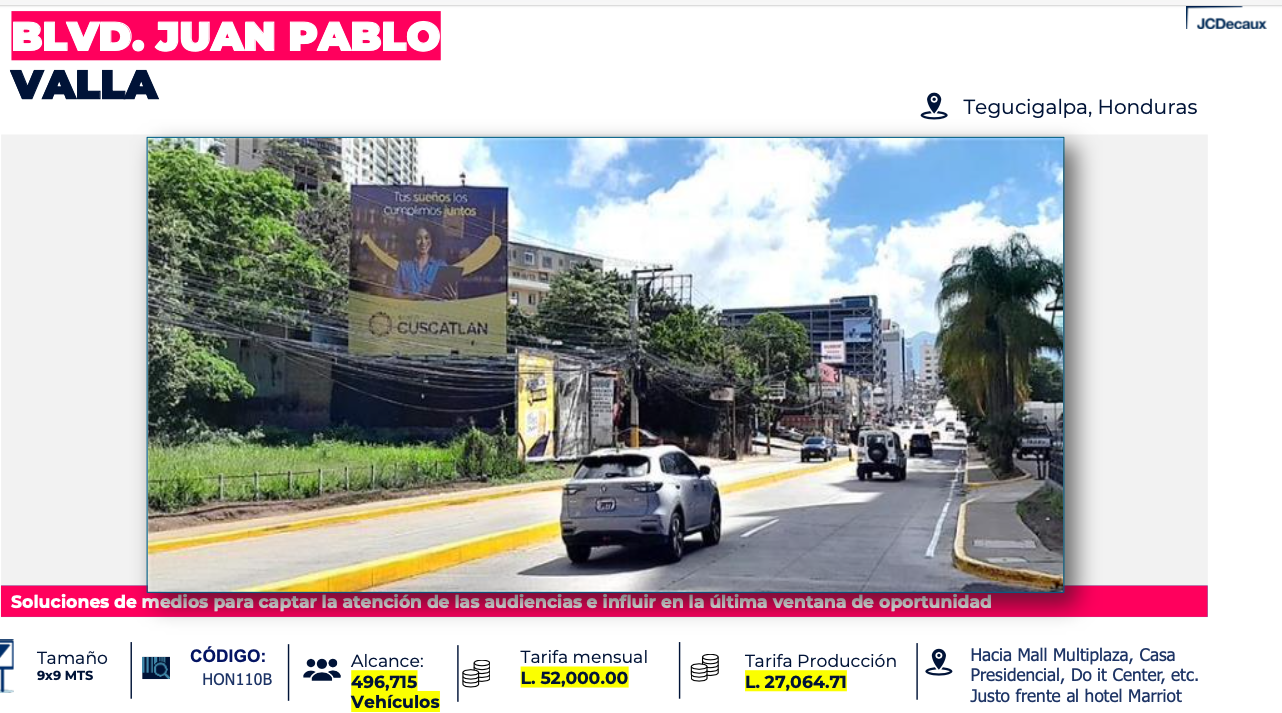 BLVD. JUAN PABLO
VALLA
JCDecaux
Tegucigalpa, Honduras
Tus sueños los
cumplimos juntos
CUSCATLÁN
Soluciones de medios para captar la atención de las audiencias e influir en la última ventana de oportunidad
Tamaño
9x9 MTS
CÓDIGO:
HON110B
Alcance:
496,715
Vehículos
Tarifa mensual
L. 52,000.00
Tarifa Producción
L. 27,064.71
Hacia Mall Multiplaza, Casa
Presidencial, Do it Center, etc.
Justo frente al hotel Marriot